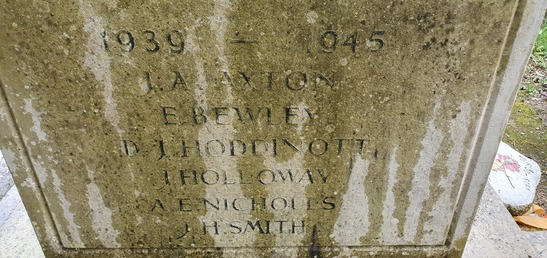 1939 – 1945
J. A. AXTON
E. BEWLEY
D. J. HODDINOTT
J. HOLLOWAY
A. E. NICHOLLS
J. H. SMITH